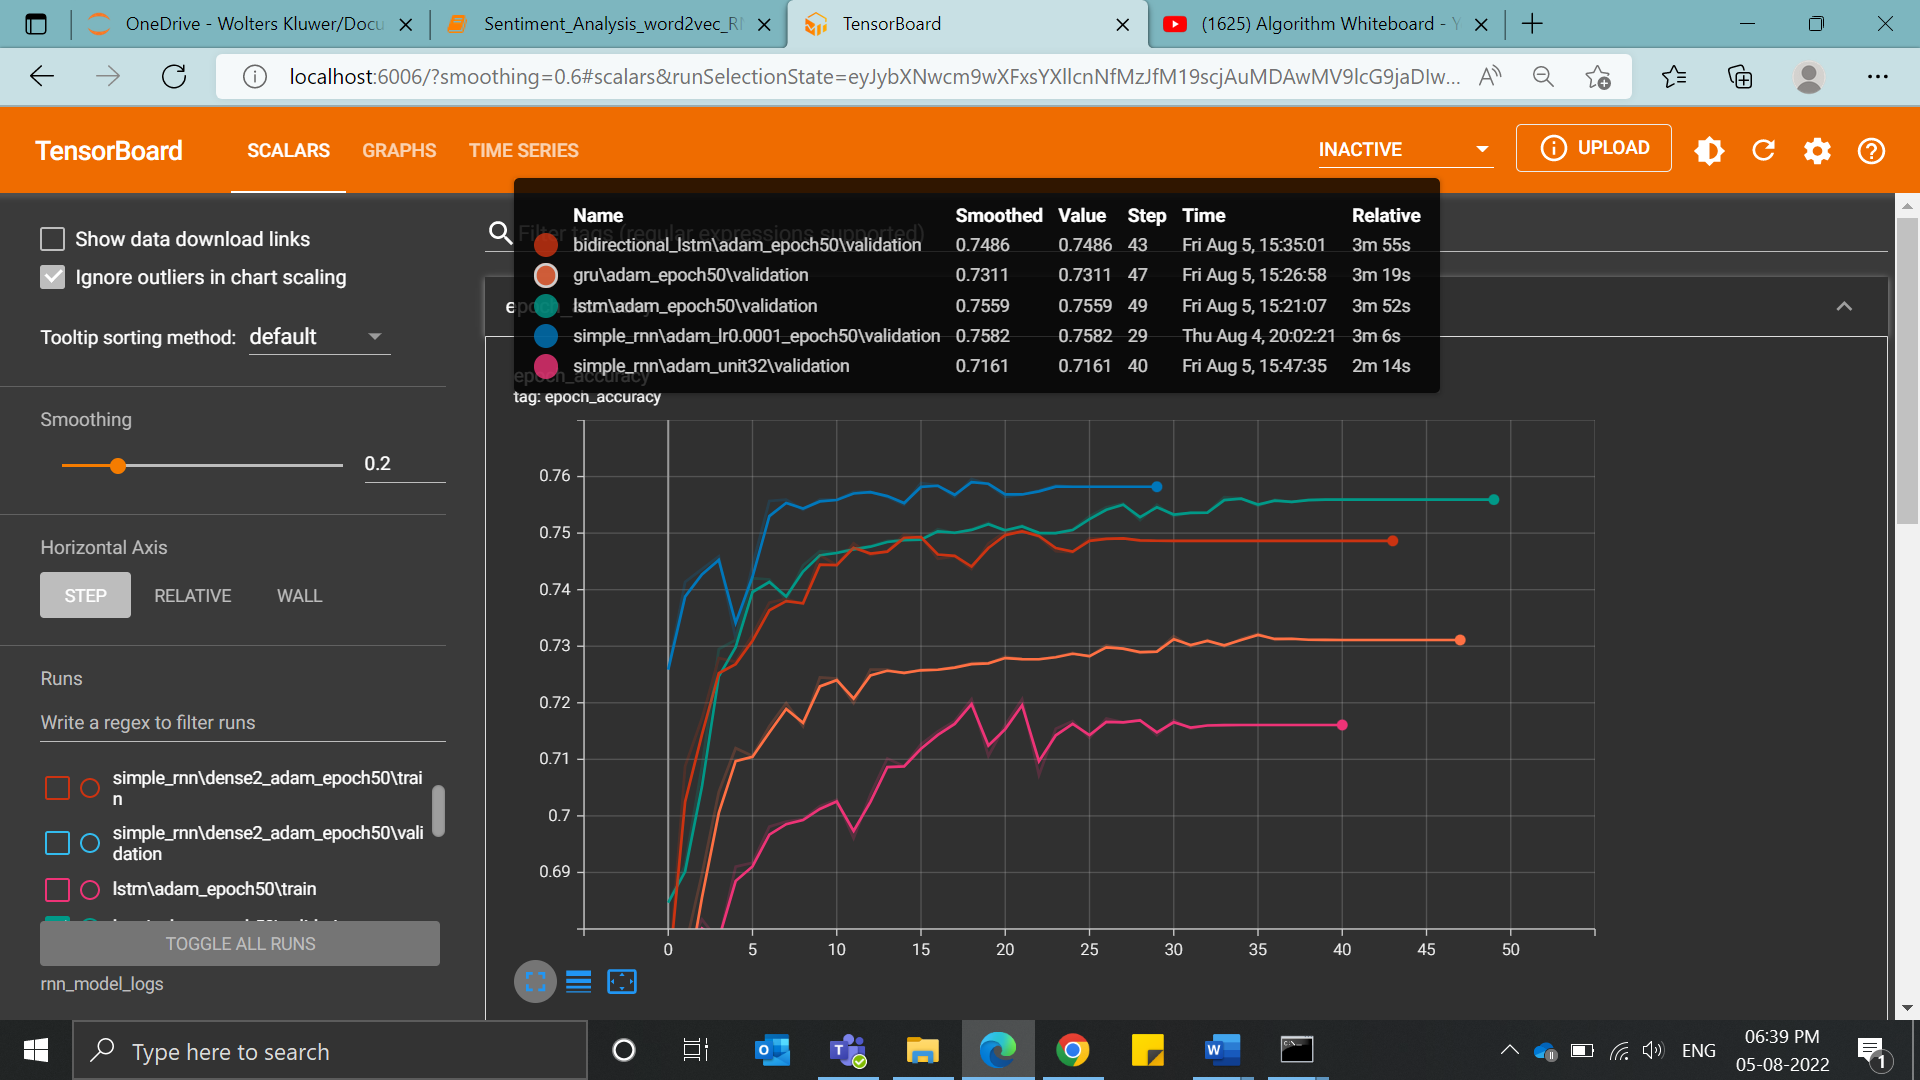 OneDrive - Wolters Kluwer/Docu
Sentiment_Analysis_word2vec_R
TensorBoard
(1625) Algorithm Whiteboard - Y
localhost:6006/?smoothing=0.6#scalars&runSelectionState=eyJybXNwcm9wXFxsYXllcnNfMzJfM19scjAuMDAwMV9lcG9jaDIw...
TensorBoard
SCALARS
GRAPHS
TIME SERIES
INACTIVE
UPLOAD
Show data download links
Ignore outliers in chart scaling
Tooltip sorting method: default
Smoothing
0.2
Horizontal Axis
STEP
RELATIVE
WALL
Runs
Write a regex to filter runs
simple_rnn\dense2_adam_epoch50\trai
n
simple_rnn\dense2_adam_epoch50\vali
dation
lstm\adam_epoch50\train
TOGGLE ALL RUNS
rnn_model_logs
Filter tags (regular expressions supported)
Name Smoothed Value Step Time Relative
bidirectional_lstm\adam_epoch50\validation 0.7486 0.7486 43 Fri Aug 5, 15:35:01 3m 55s
gru\adam_epoch50\validation 0.7311 0.7311 47 Fri Aug 5, 15:26:58 3m 19s
lstm\adam_epoch50\validation 0.7559 0.7559 49 Fri Aug 5, 15:21:07 3m 52s
simple_rnn\adam_lr0.0001_epoch50\validation 0.7582 0.7582 29 Thu Aug 4, 20:02:21 3m 6s
simple_rnn\adam_unit32\validation 0.7161 0.7161 40 Fri Aug 5, 15:47:35 2m 14s
epoch_accuracy
tag: epoch_accuracy
0.76
0.75
0.74
0.73
0.72
0.71
0.7
0.69
0 5 10 15 20 25 30 35 40 45 50
Type here to search
ENG
06:39 PM
05-08-2022
1